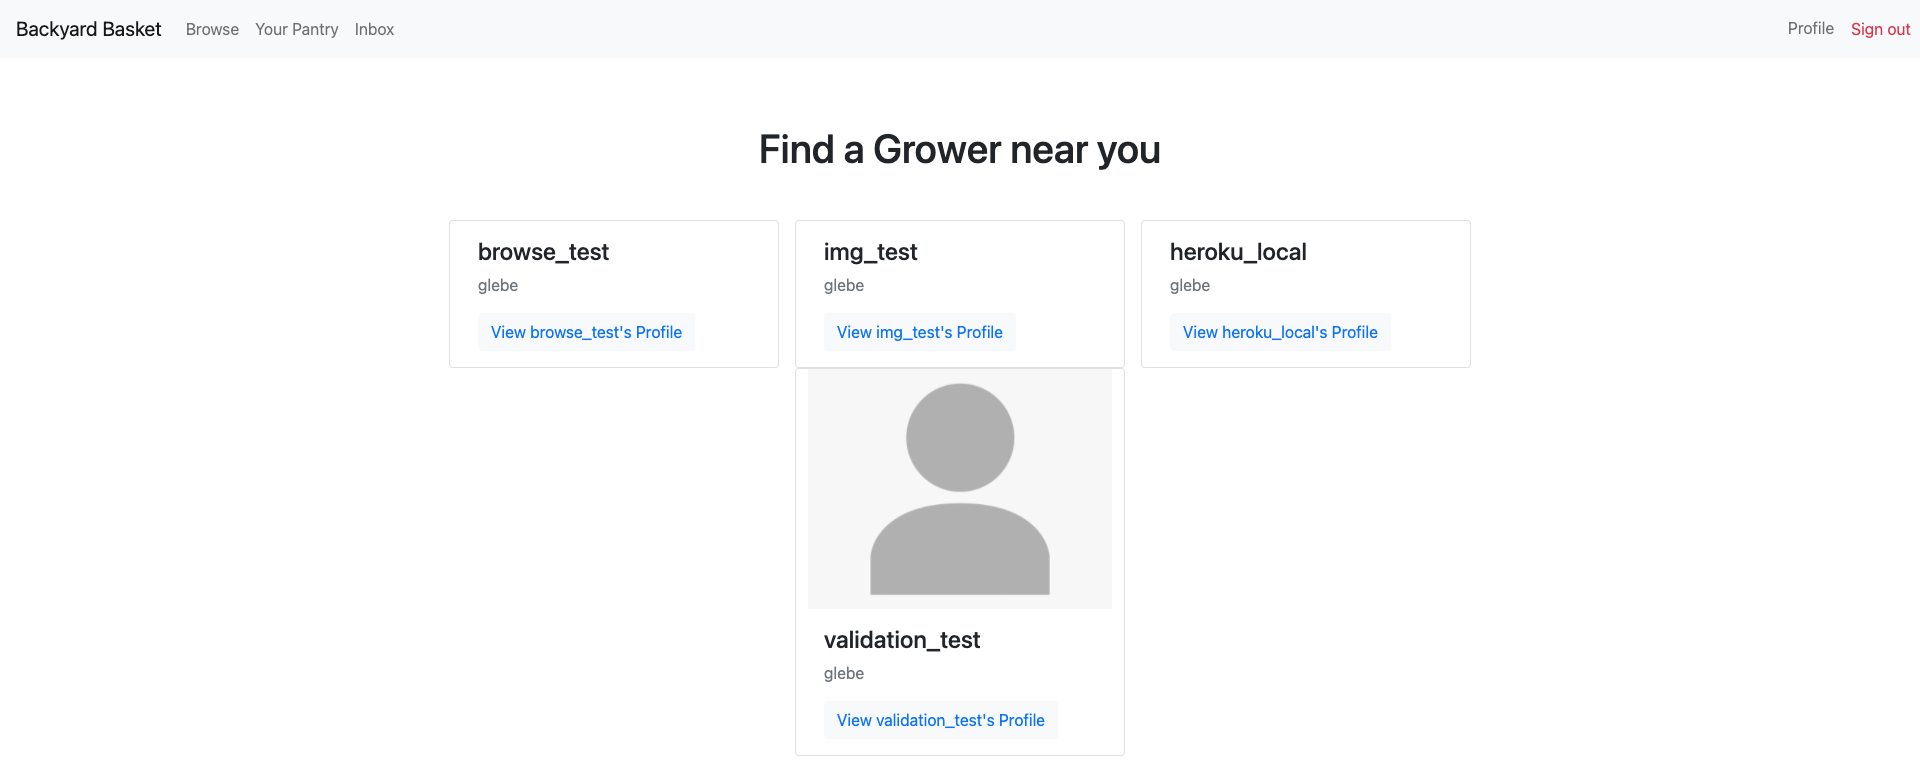 Backyard Basket Browse Your Pantry Inbox Profile Sign out
Find a Grower near you
browse_test
glebe
View browse_test's Profile
img_test
glebe
View img_test's Profile
heroku_local
glebe
View heroku_local's Profile
validation_test
glebe
View validation_test's Profile